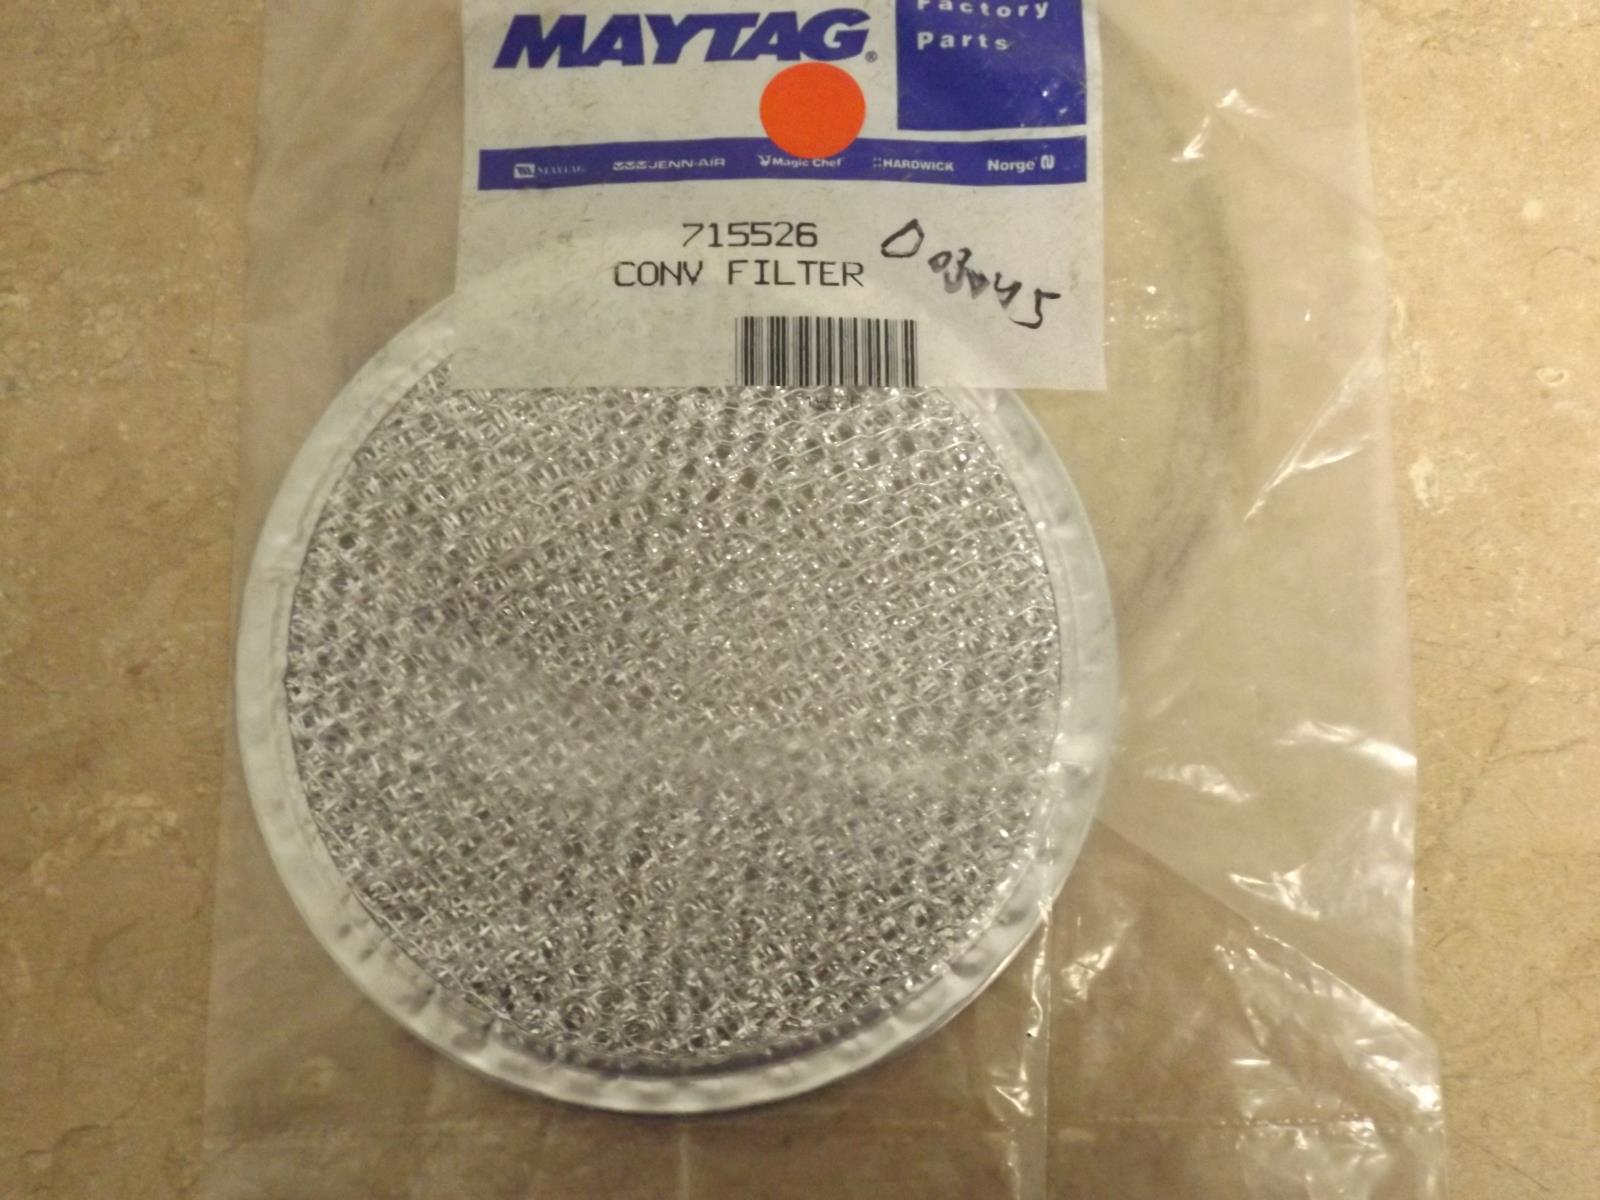 MAYTAG®
Factory
Parts
MAYTAG JENN-AIR Magic Chef HARDWICK Norge
715526
CONV FILTER